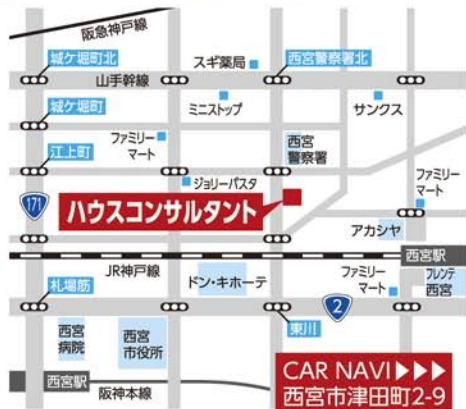 阪急神戸線
城ケ堀町北
スギ薬局
西宮警察署北
山手幹線
城ケ堀町
ミニストップ
サンクス
ファミリー
マート
西宮
警察署
江上町
ジョリーパスタ
ファミリー
マート
171
ハウスコンサルタント
アカシヤ
西宮駅
JR神戸線
ドン・キホーテ
ファミリー
マート
フレンテ
西宮
札場筋
2
西宮
病院
西宮
市役所
東川
西宮駅
阪神本線
CAR NAVI▶▶▶
西宮市津田町2-9